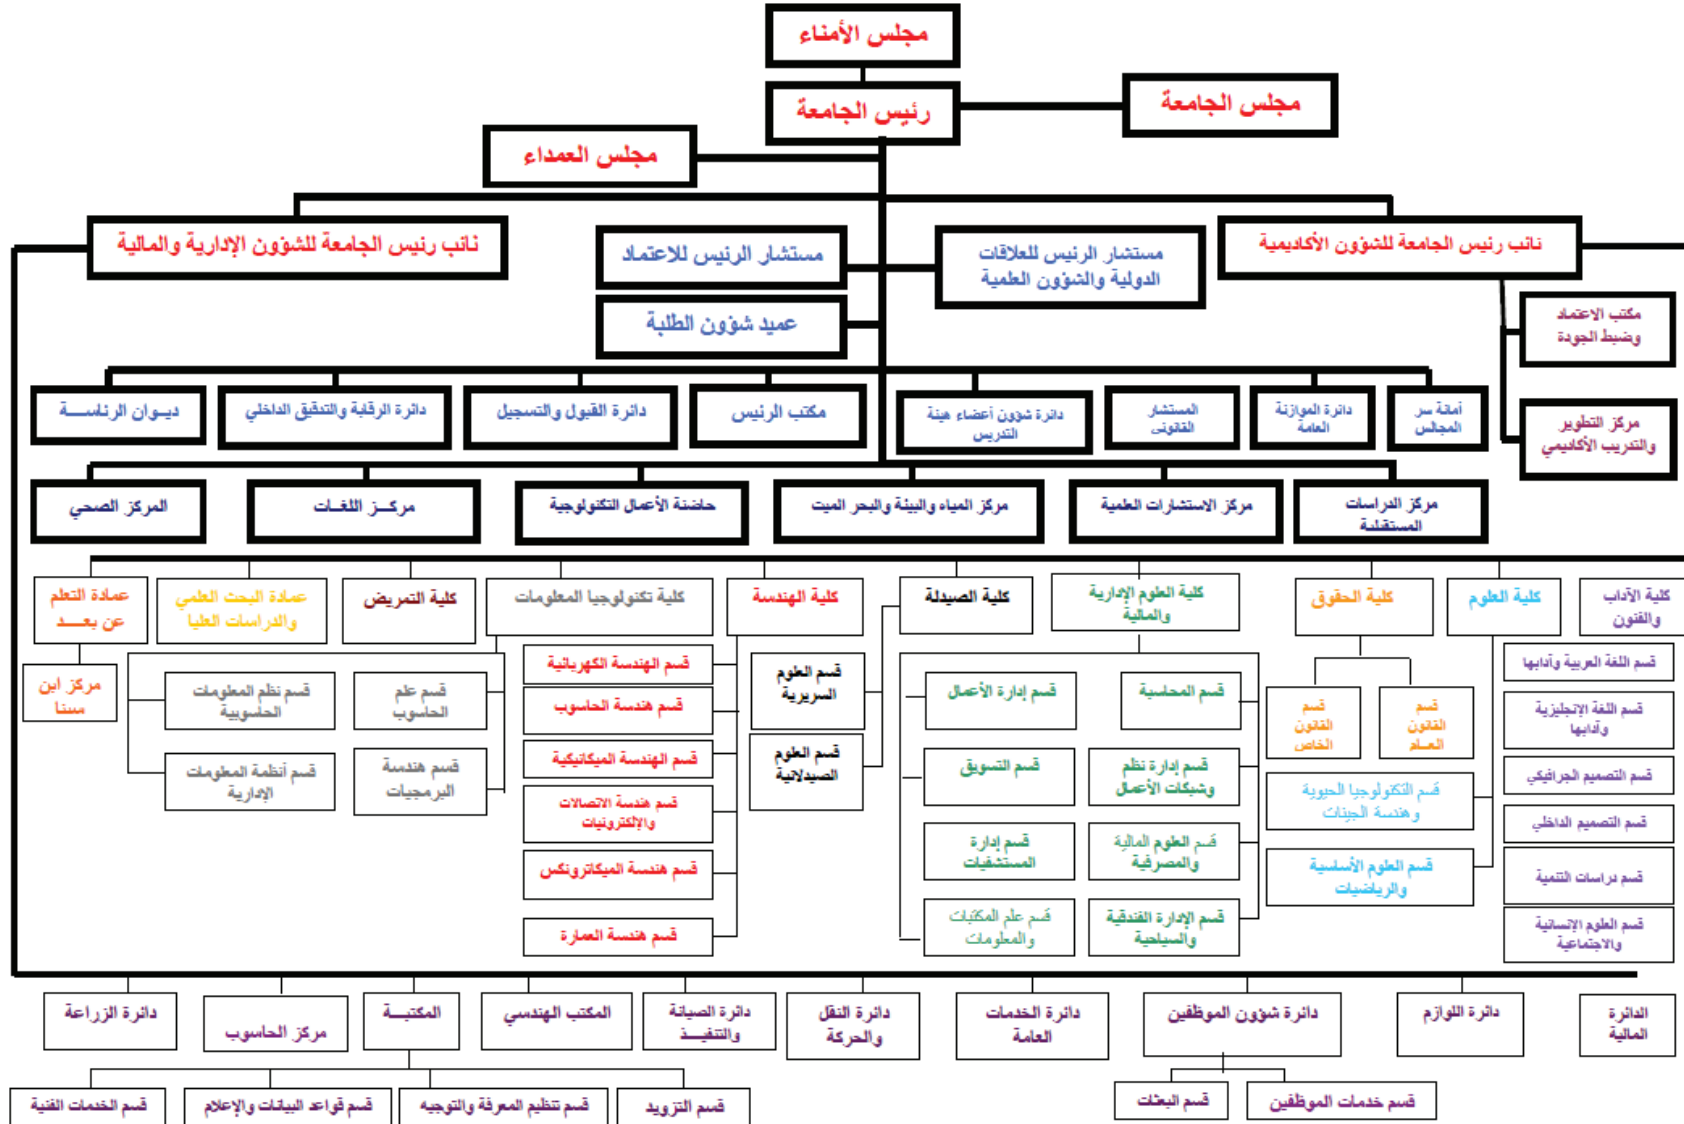 مجلس الأمناء
رئيس الجامعة
مجلس الجامعة
مجلس العمداء
نائب رئيس الجامعة للشؤون الأكاديمية
نائب رئيس الجامعة للشؤون الإدارية والمالية
مستشار الرئيس للعلاقات
الدولية والشؤون العلمية
مستشار الرئيس للاعتماد
عميد شؤون الطلبة
مكتب الاعتماد
وضبط الجودة
مركز التطوير
والتدريب الأكاديمي
أمانة سر
المجالس
دائرة الموازنة
العامة
المستشار
القانونى
دائرة شؤون أعضاء هيئة
التدريس
مكتب الرئيس
دائرة القبول والتسجيل
دائرة الرقابة والتدقيق الداخلي
ديــوان الرئاســـة
مركز الدراسات
المستقبلية
مركز الاستشارات العلمية
مركز المياه والبيئة والبحر الميت
حاضنة الأعمال التكنولوجية
مركــز اللغــات
المركز الصحي
كلية الآداب
والفنون
كلية العلوم
كلية الحقوق
كلية العلوم الإدارية
والمالية
كلية الصيدلة
كلية الهندسة
كلية تكنولوجيا المعلومات
كلية التمريض
عمادة البحث العلمي
والدراسات العليا
عمادة التعلم
عن بعـــد
قسم اللغة العربية وآدابها
قسم اللغة الإنجليزية
وآدابها
قسم التصميم الجرافيكي
قسم التصميم الداخلي
قسم دراسات التنمية
قسم العلوم الإنسانية
والاجتماعية
قسم التكنولوجيا الحيوية
وهندسة الجينات
قسم العلوم الأساسية
والرياضيات
قسم
القانون
العـام
قسم
القانون
الخاص
قسم المحاسبة
قسم إدارة نظم
وشبكات الأعمال
قسم العلوم المالية
والمصرفية
قسم الإدارة الفندقية
والسياحية
قسم إدارة الأعمال
قسم التسويق
قسم إدارة
المستشفيات
قسم علم المكتبات
والمعلومات
قسم العلوم
السريرية
قسم العلوم
الصيدلانية
قسم الهندسة الكهربائية
قسم هندسة الحاسوب
قسم الهندسة الميكانيكية
قسم هندسة الاتصالات
والإلكترونيات
قسم هندسة الميكاترونكس
قسم هندسة العمارة
قسم علم
الحاسوب
قسم هندسة
البرمجيات
قسم نظم المعلومات
الحاسوبية
قسم أنظمة المعلومات
الإدارية
مركز ابن
سينا
الدائرة
المالية
دائرة اللوازم
دائرة شؤون الموظفين
دائرة الخدمات
العامة
دائرة النقل
والحركة
دائرة الصيانة
والتنفيـــذ
المكتب الهندسي
المكتبـــة
مركز الحاسوب
دائرة الزراعة
قسم خدمات الموظفين
قسم البعثات
قسم التزويد
قسم تنظيم المعرفة والتوجيه
قسم قواعد البيانات والإعلام
قسم الخدمات الفنية